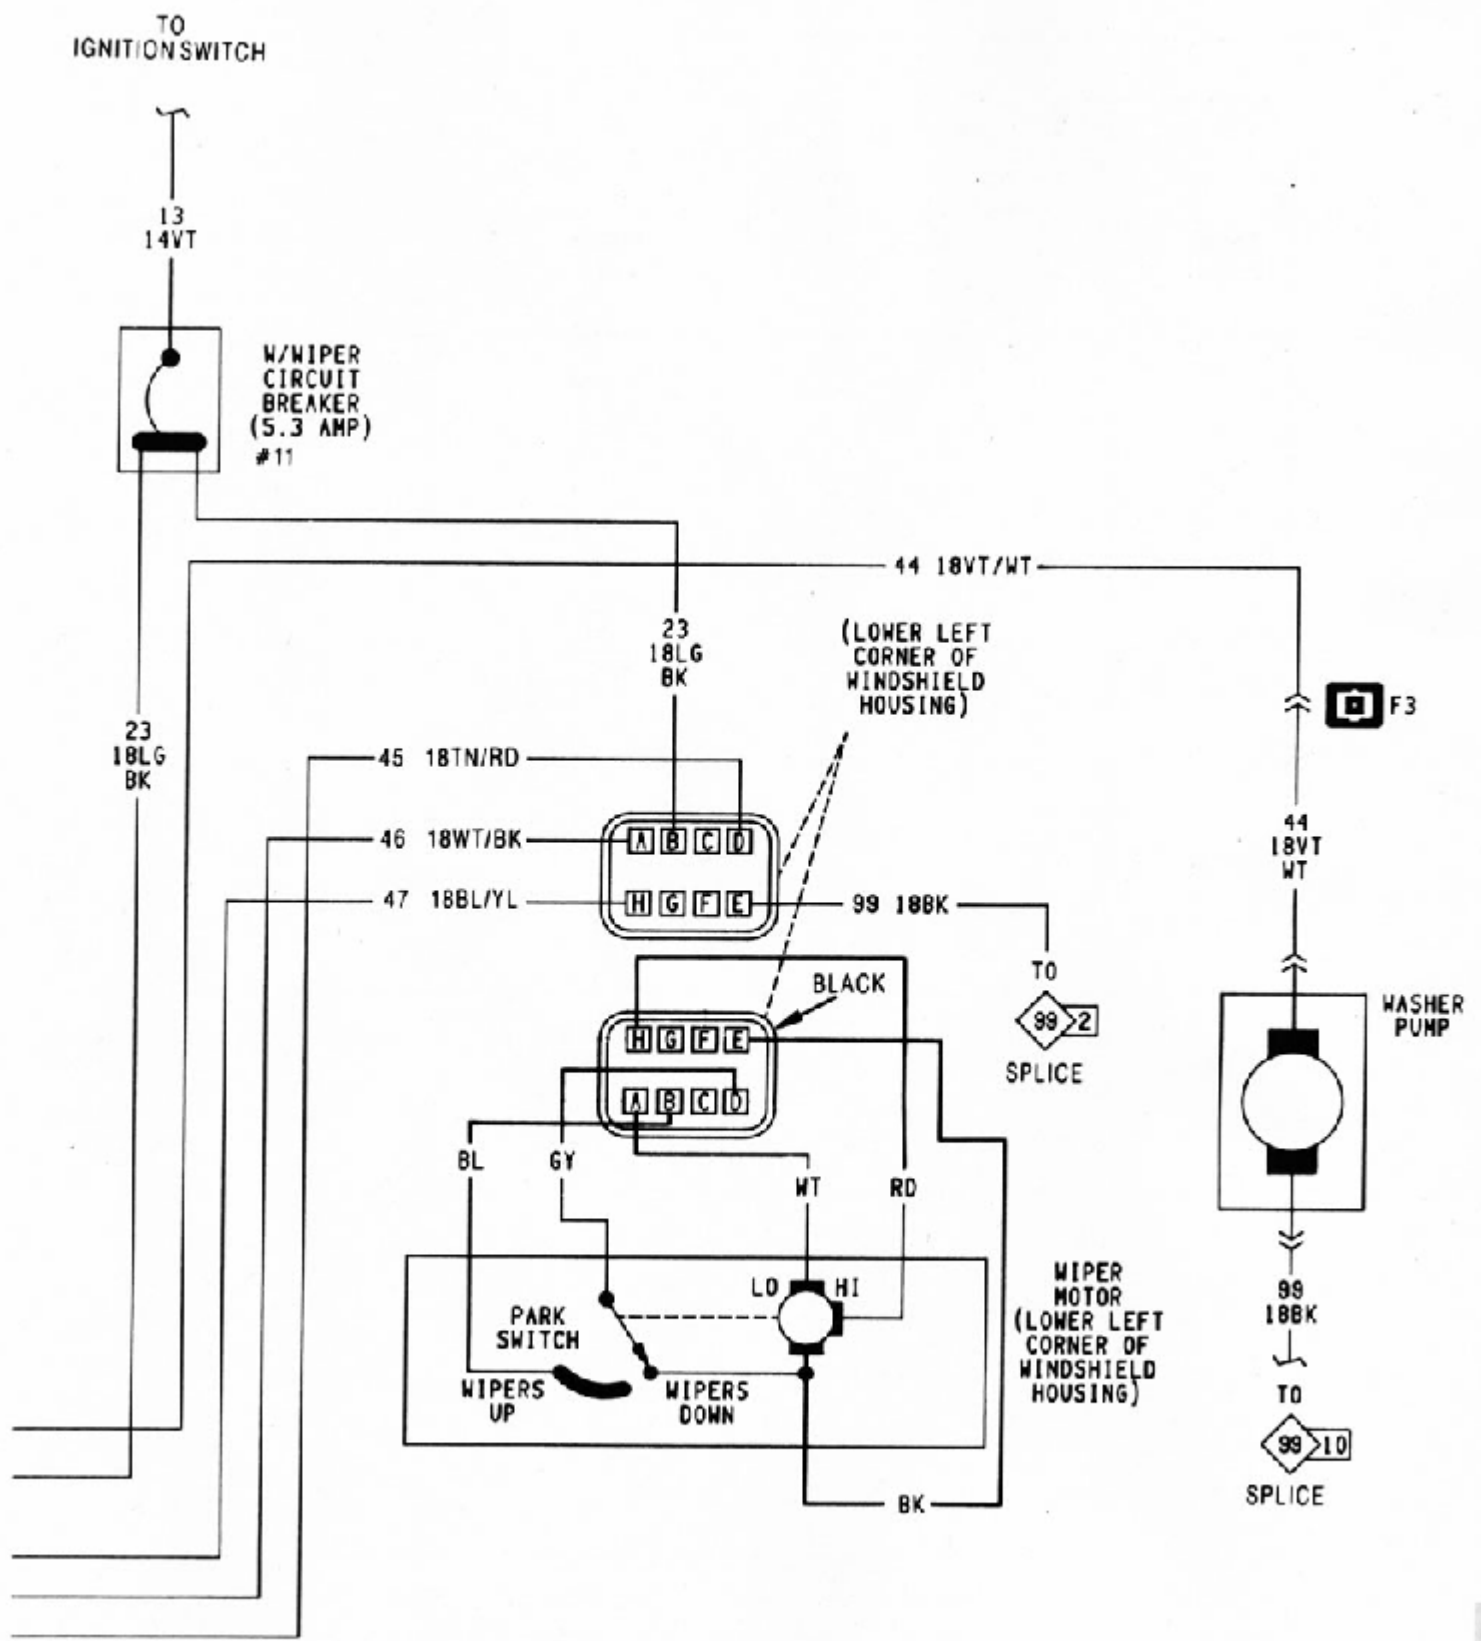 TO
IGNITION SWITCH
13
14VT
W/WIPER
CIRCUIT
BREAKER
(5.3 AMP)
#11
44 18VT/WT
23
18LG
BK
(LOWER LEFT
CORNER OF
WINDSHIELD
HOUSING)
F3
23
18LG
BK
45 18TN/RD
46 18WT/BK
A B C D
44
18VT
WT
47 18BL/YL
H G F E
99 18BK
TO
99 2
SPLICE
BLACK
H G F E
A B C D
WASHER
PUMP
BL
GY
WT
RD
LO
HI
PARK
SWITCH
WIPERS
UP
WIPERS
DOWN
WIPER
MOTOR
(LOWER LEFT
CORNER OF
WINDSHIELD
HOUSING)
99
18BK
TO
99 10
SPLICE
BK